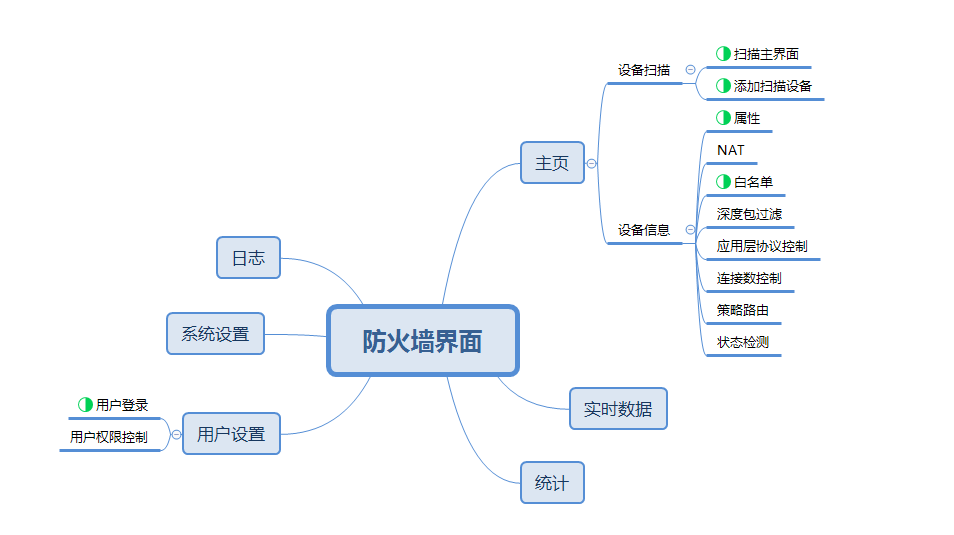 扫描主界面
设备扫描
添加扫描设备
属性
NAT
主页
白名单
深度包过滤
设备信息
应用层协议控制
日志
连接数控制
策略路由
系统设置
防火墙界面
状态检测
用户登录
实时数据
用户设置
用户权限控制
统计